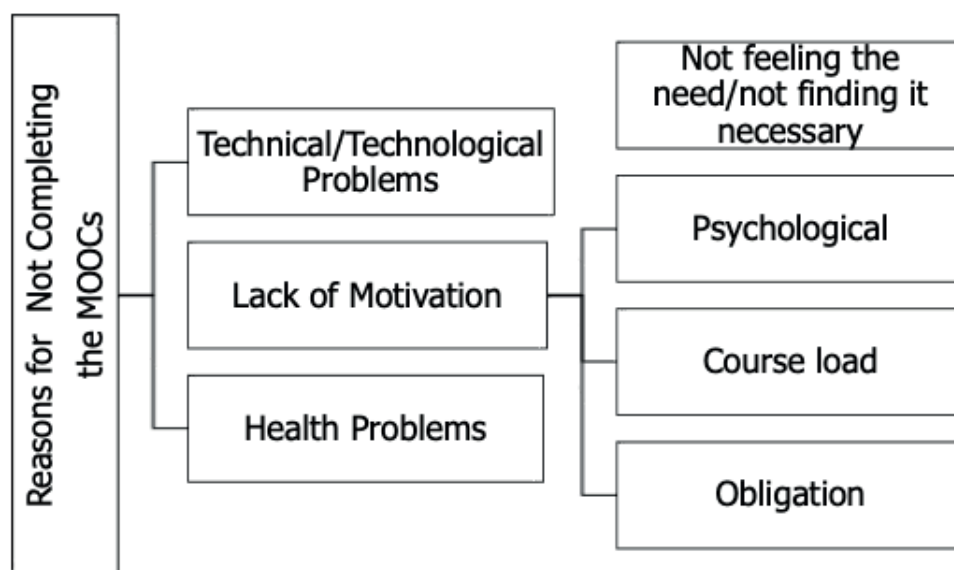 Reasons for Not Completing
the MOOCs
Technical/Technological
Problems
Lack of Motivation
Health Problems
Not feeling the
need/not finding it
necessary
Psychological
Course load
Obligation